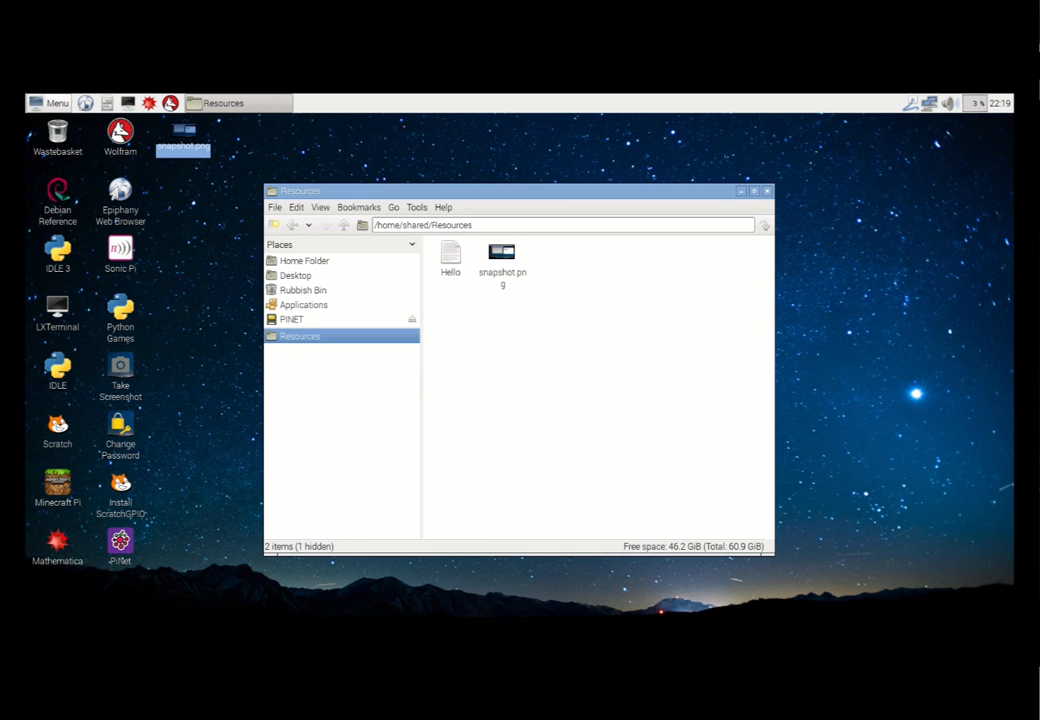 Menu
Resources
3 %
22:19
Wastebasket
Wolfram
snapshot.png
Debian
Reference
Epiphany
Web Browser
IDLE 3
Sonic Pi
π)))
LXTerminal
Python
Games
IDLE
Take
Screenshot
Scratch
Change
Password
Minecraft Pi
Install
ScratchGPIO
Mathematica
PiNet
Resources
File Edit View Bookmarks Go Tools Help
/home/shared/Resources
Places
Home Folder
Desktop
Rubbish Bin
Applications
PINET
Resources
Hello
snapshot.pn
g
2 items (1 hidden)
Free space: 46.2 GiB (Total: 60.9 GiB)